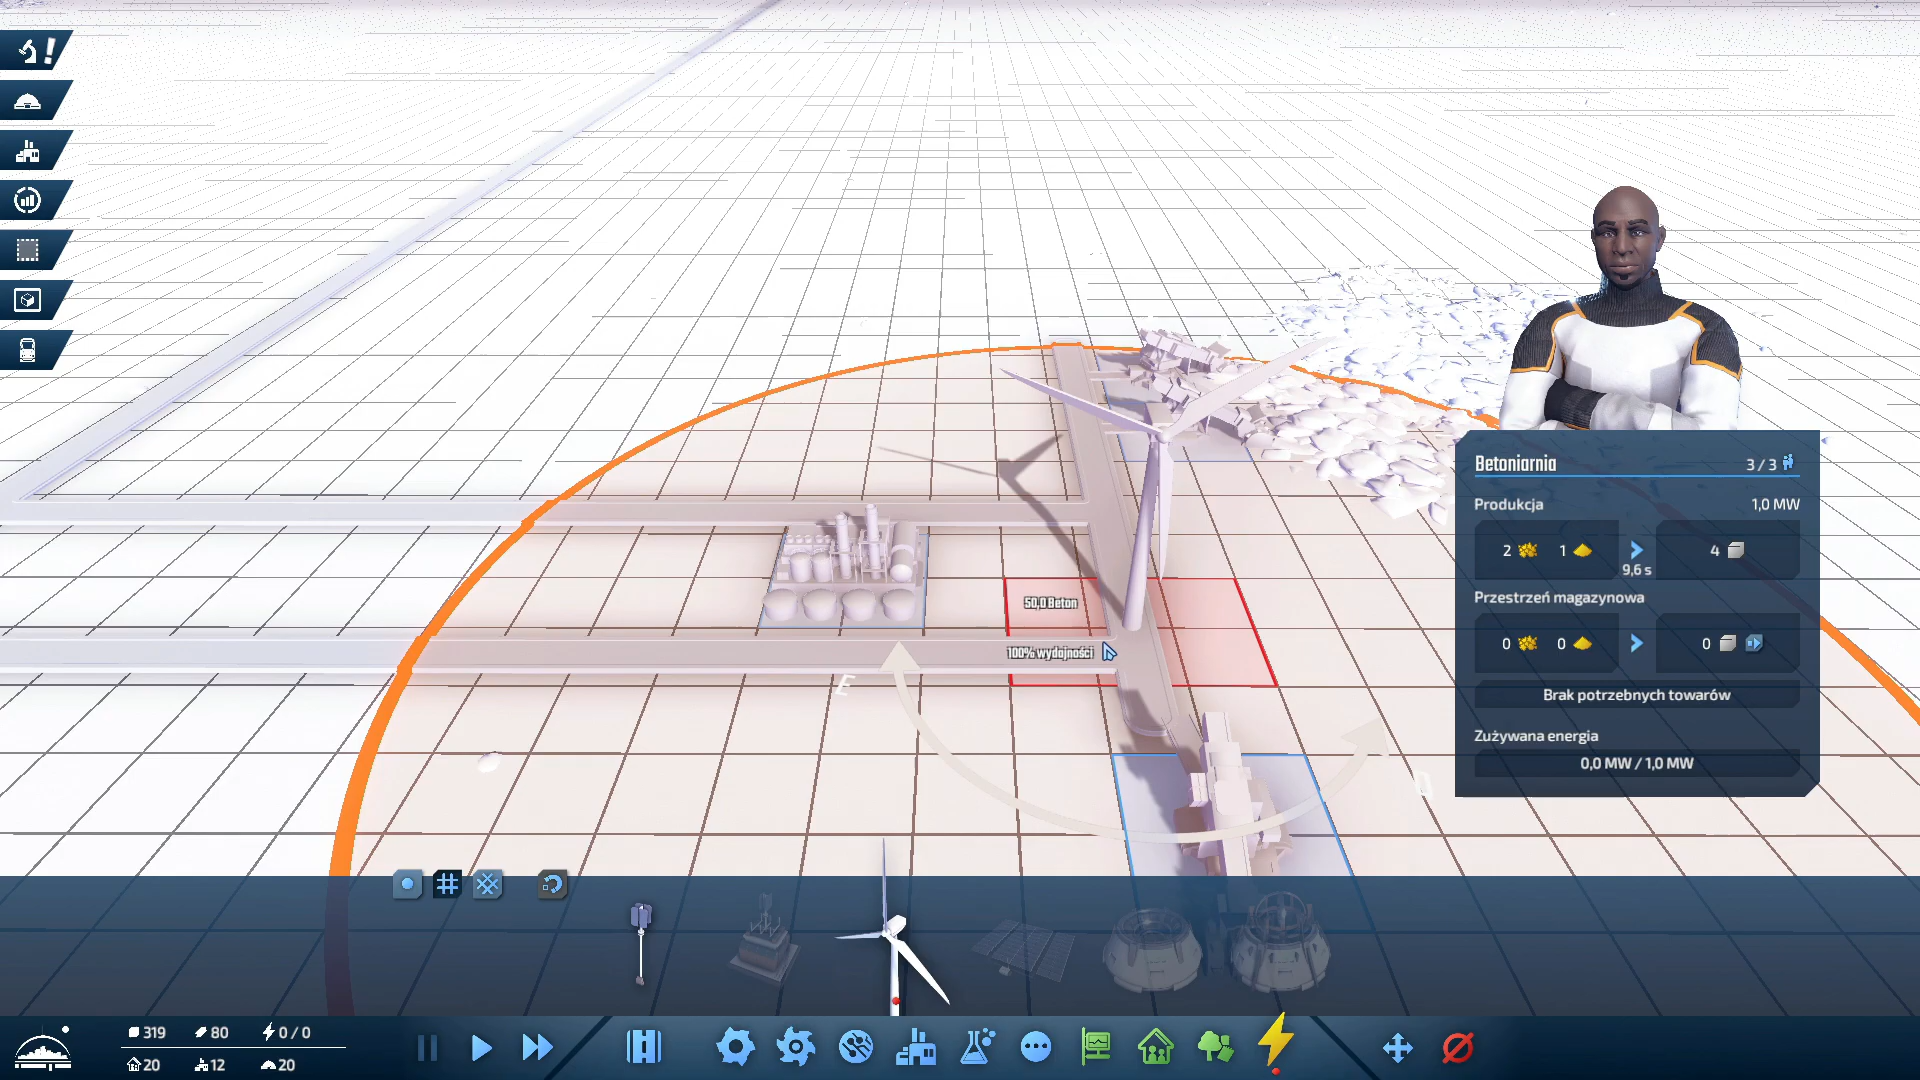 Betoniarnia 3 / 3
Produkcja 1,0 MW
2 1 4
9,6 s
Przestrzeń magazynowa
0 0 0
Brak potrzebnych towarów
Zużywana energia
0,0 MW / 1,0 MW
50,0 Beton
100% wydajności
E
319 80 0 / 0
20 12 20